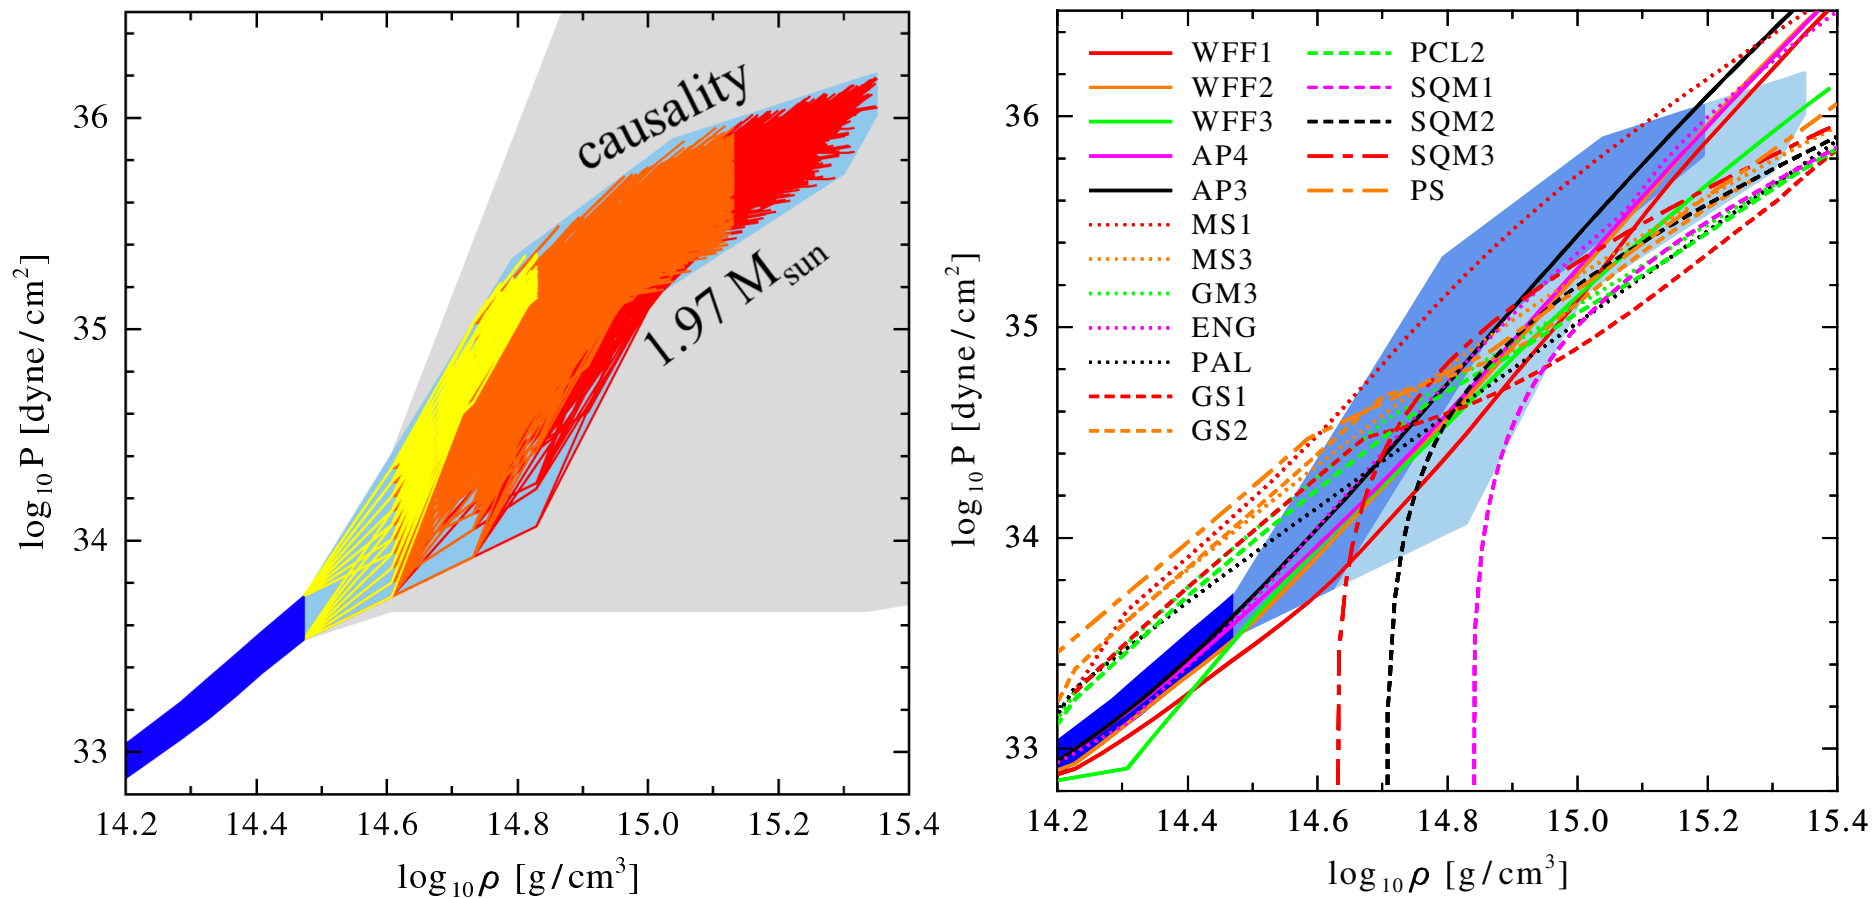 causality
1.97 M_sun
36
35
34
33
14.2 14.4 14.6 14.8 15.0 15.2 15.4
log₁₀P [dyne/cm²]
log₁₀ρ [g/cm³]
WFF1
WFF2
WFF3
AP4
AP3
MS1
MS3
GM3
ENG
PAL
GS1
GS2
PCL2
SQM1
SQM2
SQM3
PS
36
35
34
33
14.2 14.4 14.6 14.8 15.0 15.2 15.4
log₁₀P [dyne/cm²]
log₁₀ρ [g/cm³]